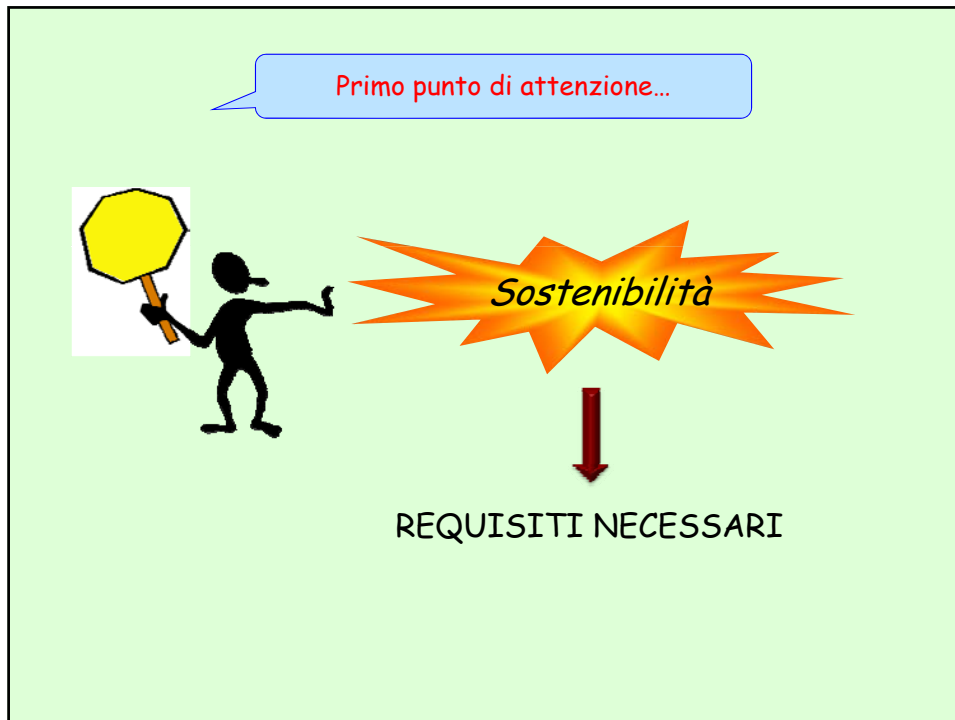 Primo punto di attenzione…
Sostenibilità
REQUISITI NECESSARI